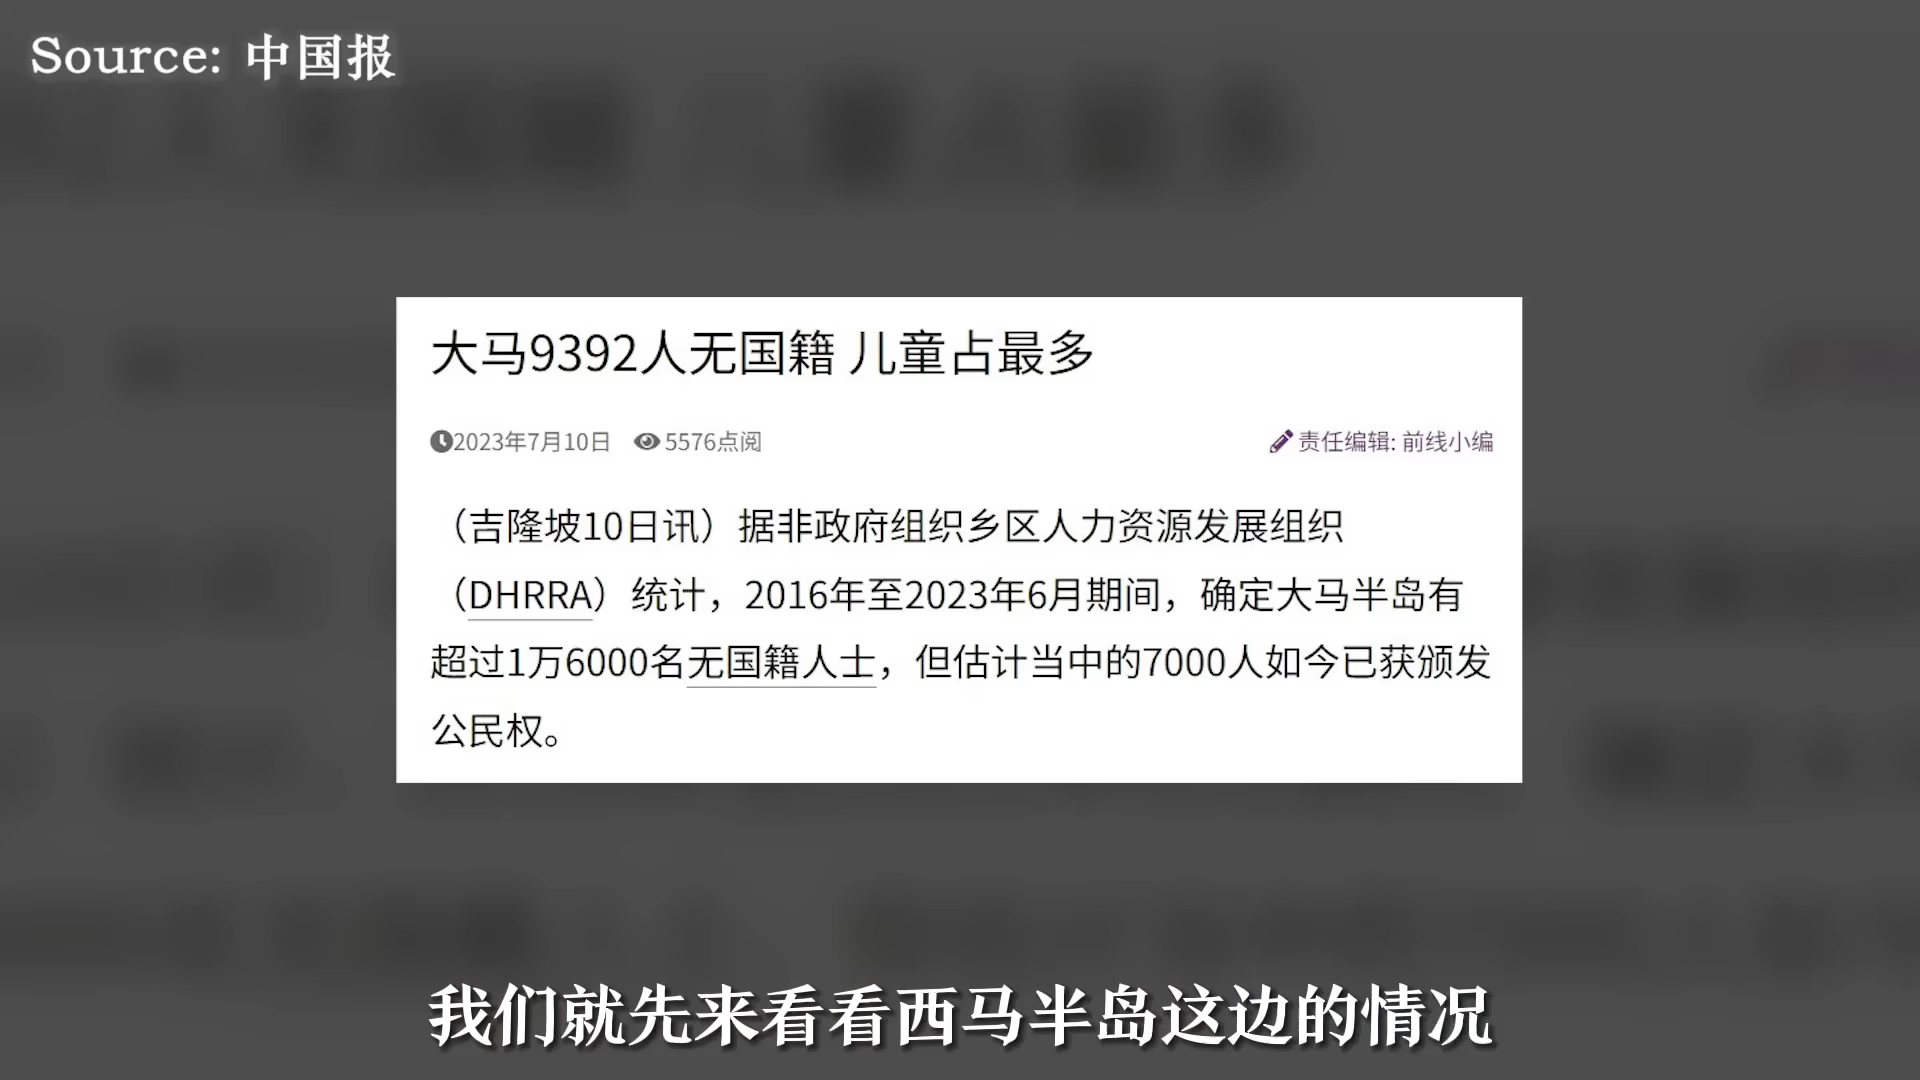 Source: 中国报
大马9392人无国籍 儿童占最多
2023年7月10日 5576点阅 责任编辑: 前线小编
（吉隆坡10日讯）据非政府组织乡区人力资源发展组织
（DHRRA）统计，2016年至2023年6月期间，确定大马半岛有
超过1万6000名无国籍人士，但估计当中的7000人如今已获颁发
公民权。
我们就先来看看西马半岛这边的情况